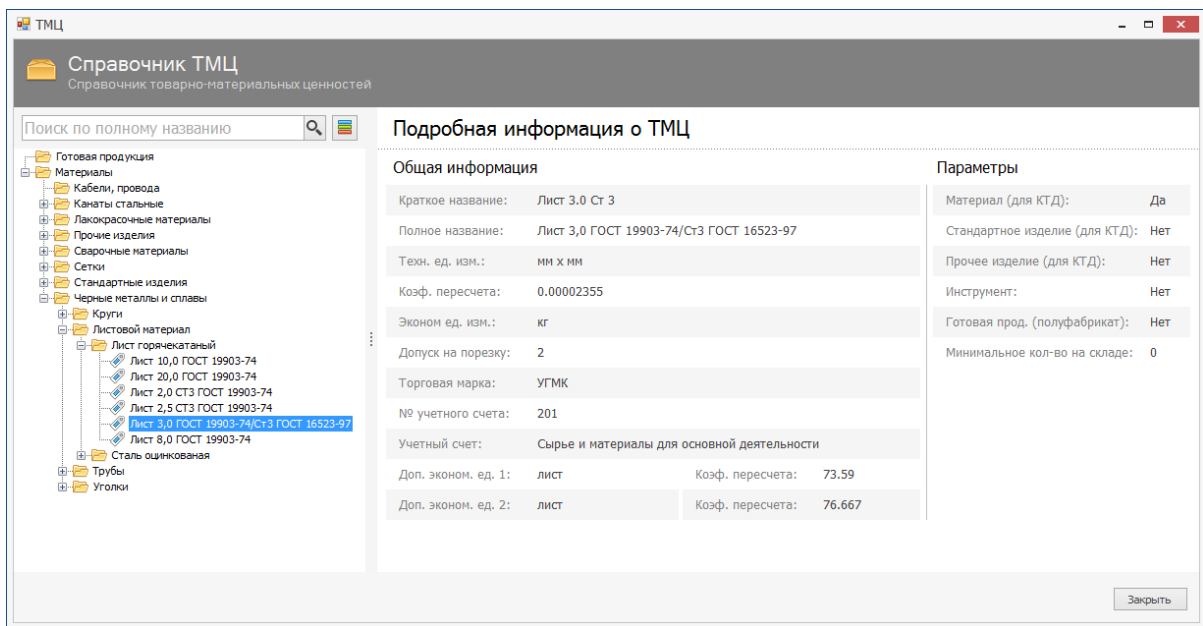 ТМЦ
Справочник ТМЦ
Справочник товарно-материальных ценностей
Поиск по полному названию
Готовая продукция
Материалы
Кабели, провода
Канаты стальные
Лакокрасочные материалы
Прочие изделия
Сварочные материалы
Сетки
Стандартные изделия
Черные металлы и сплавы
Круги
Листовой материал
Лист горячекатаный
Лист 10,0 ГОСТ 19903-74
Лист 20,0 ГОСТ 19903-74
Лист 2,0 СТ3 ГОСТ 19903-74
Лист 2,5 СТ3 ГОСТ 19903-74
Лист 3,0 ГОСТ 19903-74/Ст3 ГОСТ 16523-97
Лист 8,0 ГОСТ 19903-74
Сталь оцинкованая
Трубы
Уголки
Подробная информация о ТМЦ
Общая информация
Краткое название: Лист 3.0 Ст 3
Полное название: Лист 3,0 ГОСТ 19903-74/Ст3 ГОСТ 16523-97
Техн. ед. изм.: мм х мм
Коэф. пересчета: 0.00002355
Эконом ед. изм.: кг
Допуск на порезку: 2
Торговая марка: УГМК
№ учетного счета: 201
Учетный счет: Сырье и материалы для основной деятельности
Доп. эконом. ед. 1: лист Коэф. пересчета: 73.59
Доп. эконом. ед. 2: лист Коэф. пересчета: 76.667
Параметры
Материал (для КТД): Да
Стандартное изделие (для КТД): Нет
Прочее изделие (для КТД): Нет
Инструмент: Нет
Готовая прод. (полуфабрикат): Нет
Минимальное кол-во на складе: 0
Закрыть